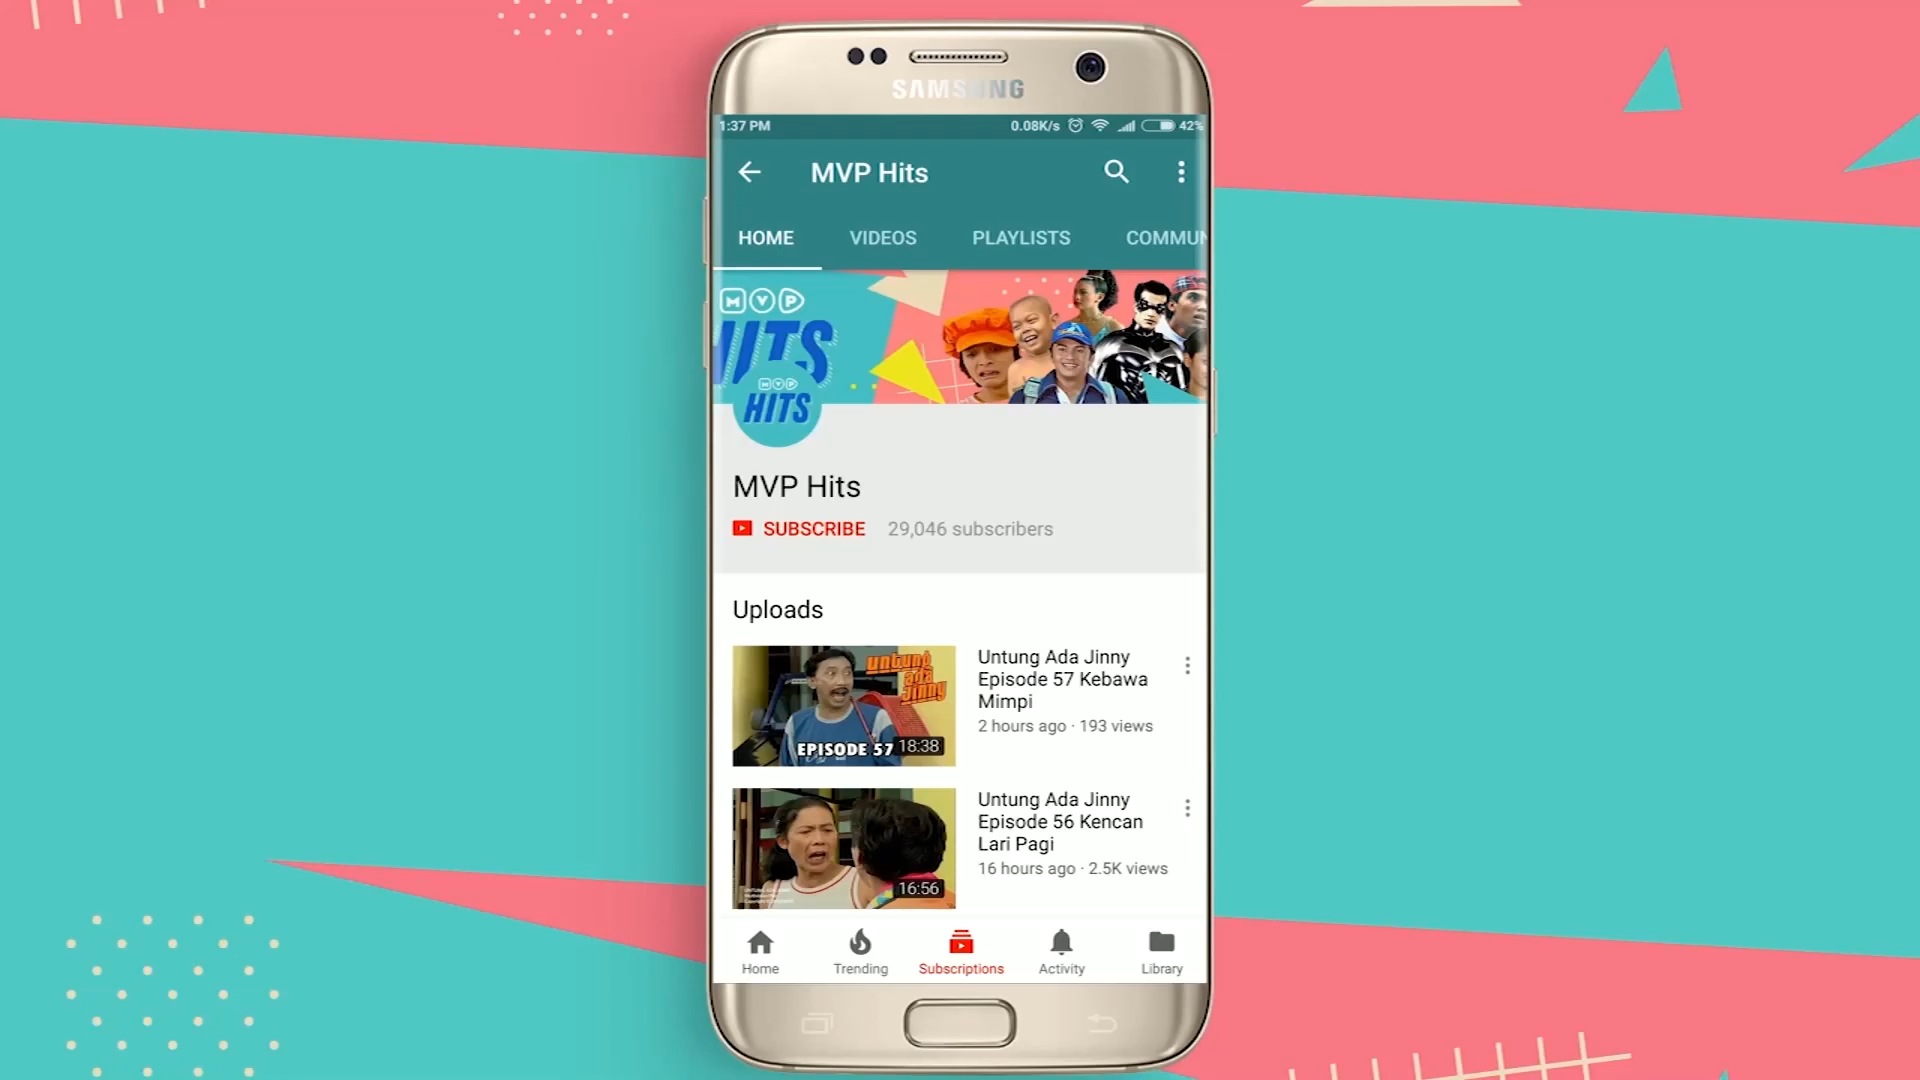 SAMSUNG
1:37 PM
0.08K/s
42%
MVP Hits
HOME
VIDEOS
PLAYLISTS
COMMUN
MVP
HITS
MVP
HITS
MVP Hits
SUBSCRIBE
29,046 subscribers
Uploads
untung
ada
Jinny
EPISODE 57
18:38
Untung Ada Jinny
Episode 57 Kebawa
Mimpi
2 hours ago · 193 views
16:56
Untung Ada Jinny
Episode 56 Kencan
Lari Pagi
16 hours ago · 2.5K views
Home
Trending
Subscriptions
Activity
Library